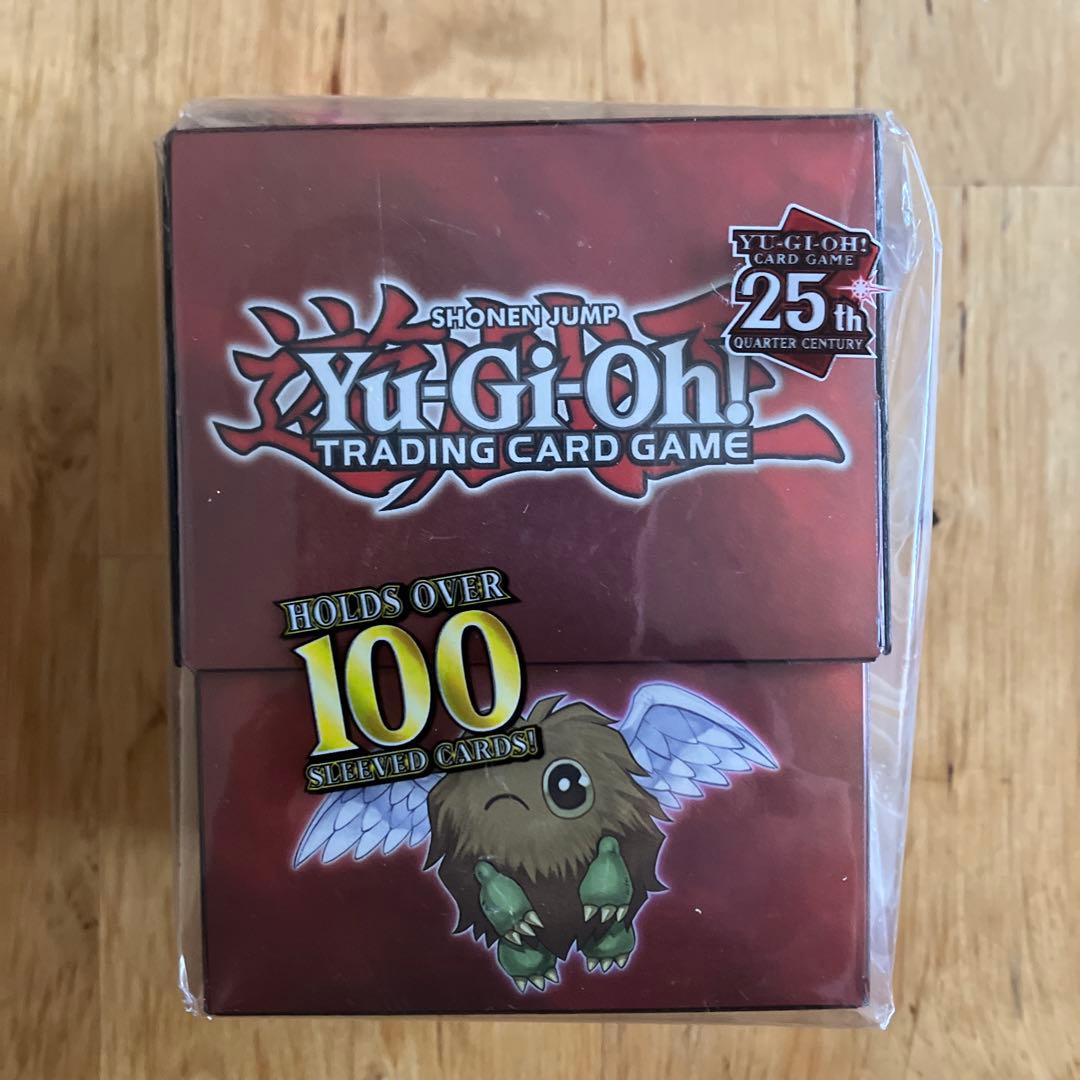 SHONEN JUMP
Yu-Gi-Oh!
TRADING CARD GAME
YU-GI-OH!
CARD GAME
25th
QUARTER CENTURY
HOLDS OVER
100
SLEEVED CARDS!